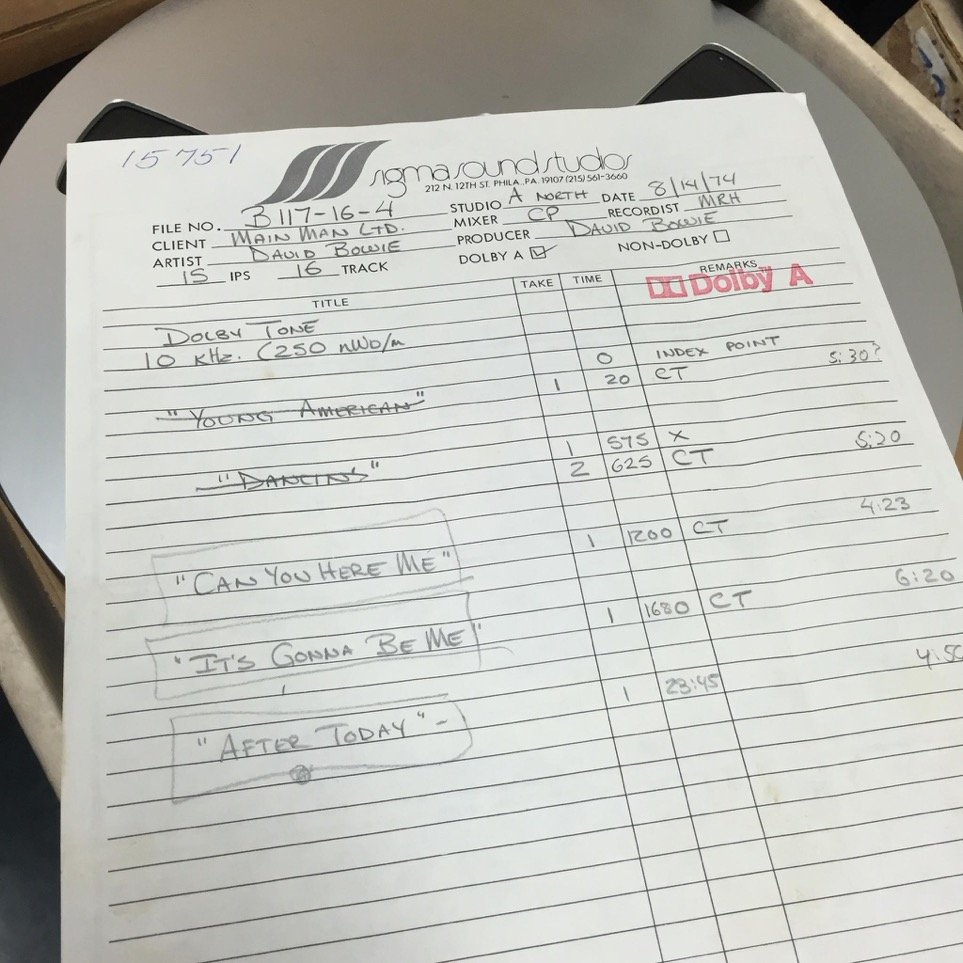 15751
sigma sound studios
212 N. 12TH ST. PHILA., PA. 19107 (215) 561-3660
FILE NO. B117-16-4 STUDIO A NORTH DATE 8/14/74
CLIENT MAIN MAN LTD. MIXER CP RECORDIST MRH
ARTIST DAVID BOWIE PRODUCER DAVID BOWIE
15 IPS 16 TRACK DOLBY A ☑ NON-DOLBY ☐
TITLE TAKE TIME REMARKS
Dolby A
DOLBY TONE
10 KHz. (250 nWb/m
0 INDEX POINT
"YOUNG AMERICAN" 1 20 CT 5:30?
1 575 X
"DANCIN'S" 2 625 CT 5:20
"CAN YOU HERE ME" 1 1200 CT 4:23
"IT'S GONNA BE ME" 1 1680 CT 6:20
"AFTER TODAY" - 1 23:45 4:50